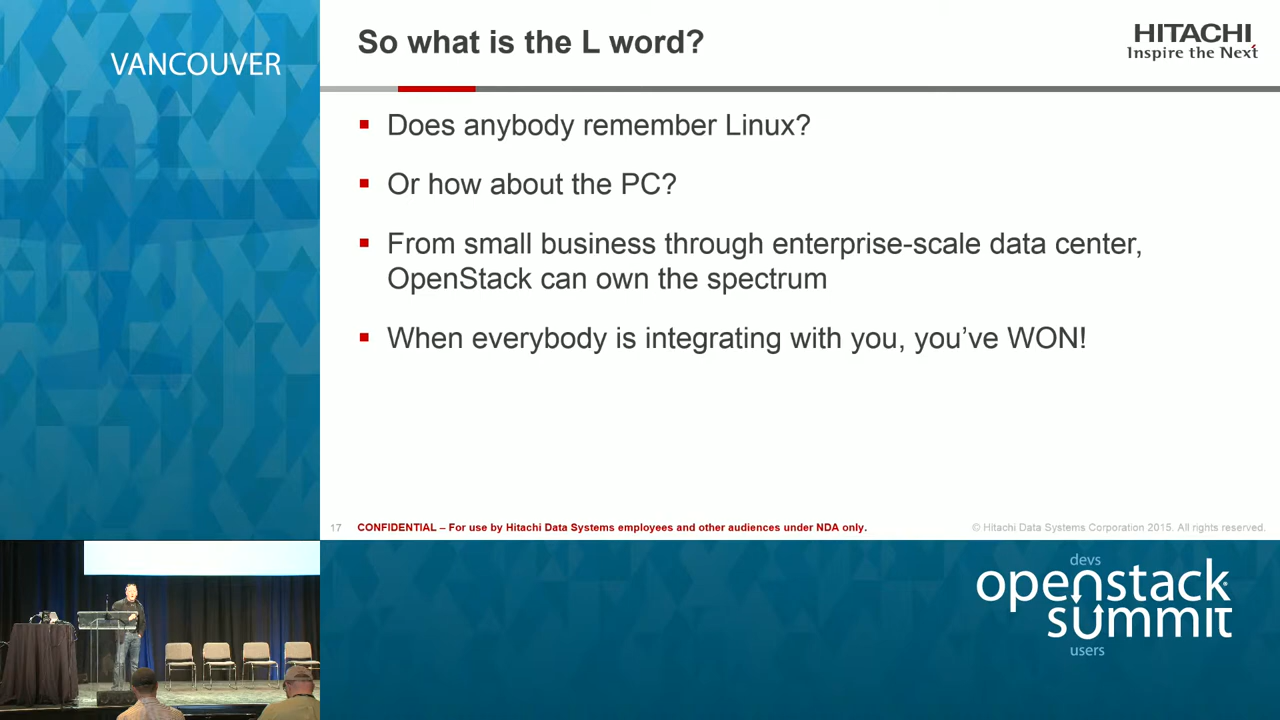 VANCOUVER
So what is the L word?
HITACHI
Inspire the Next
Does anybody remember Linux?
Or how about the PC?
From small business through enterprise-scale data center,
OpenStack can own the spectrum
When everybody is integrating with you, you’ve WON!
17 CONFIDENTIAL – For use by Hitachi Data Systems employees and other audiences under NDA only. © Hitachi Data Systems Corporation 2015. All rights reserved.
devs
openstack
summit
users